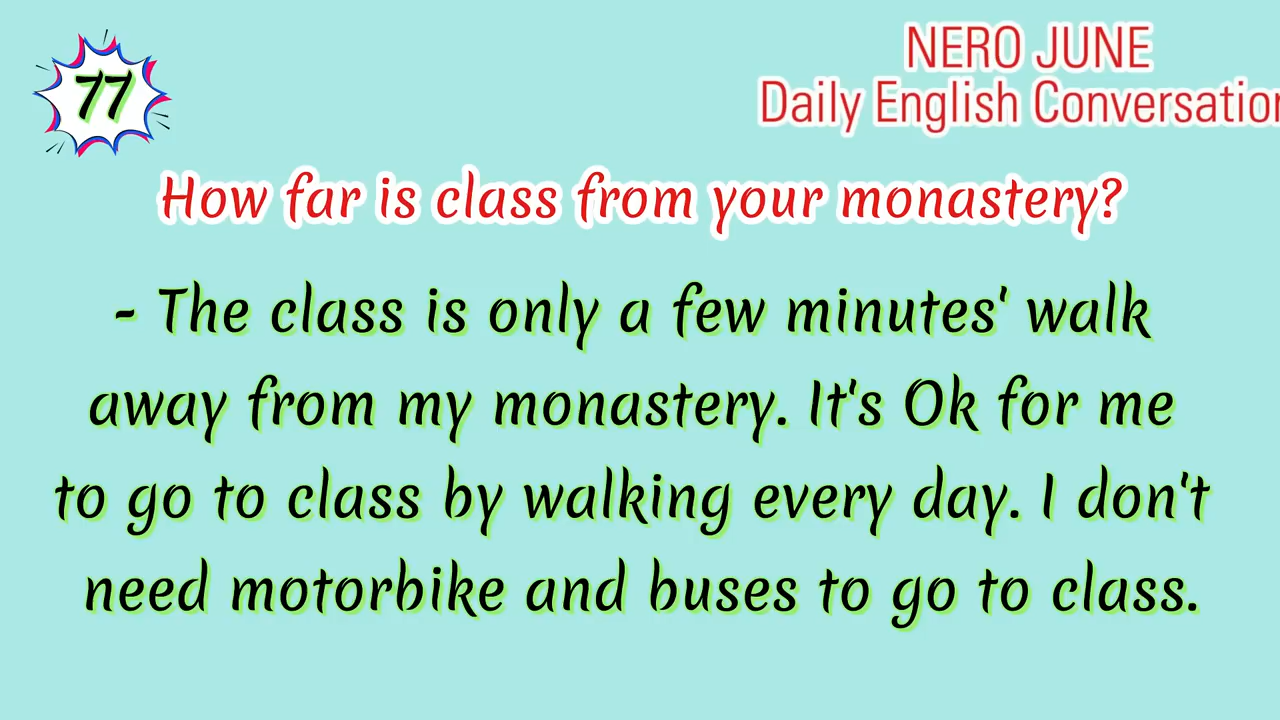 77
NERO JUNE
Daily English Conversation
How far is class from your monastery?
- The class is only a few minutes' walk
away from my monastery. It's Ok for me
to go to class by walking every day. I don't
need motorbike and buses to go to class.